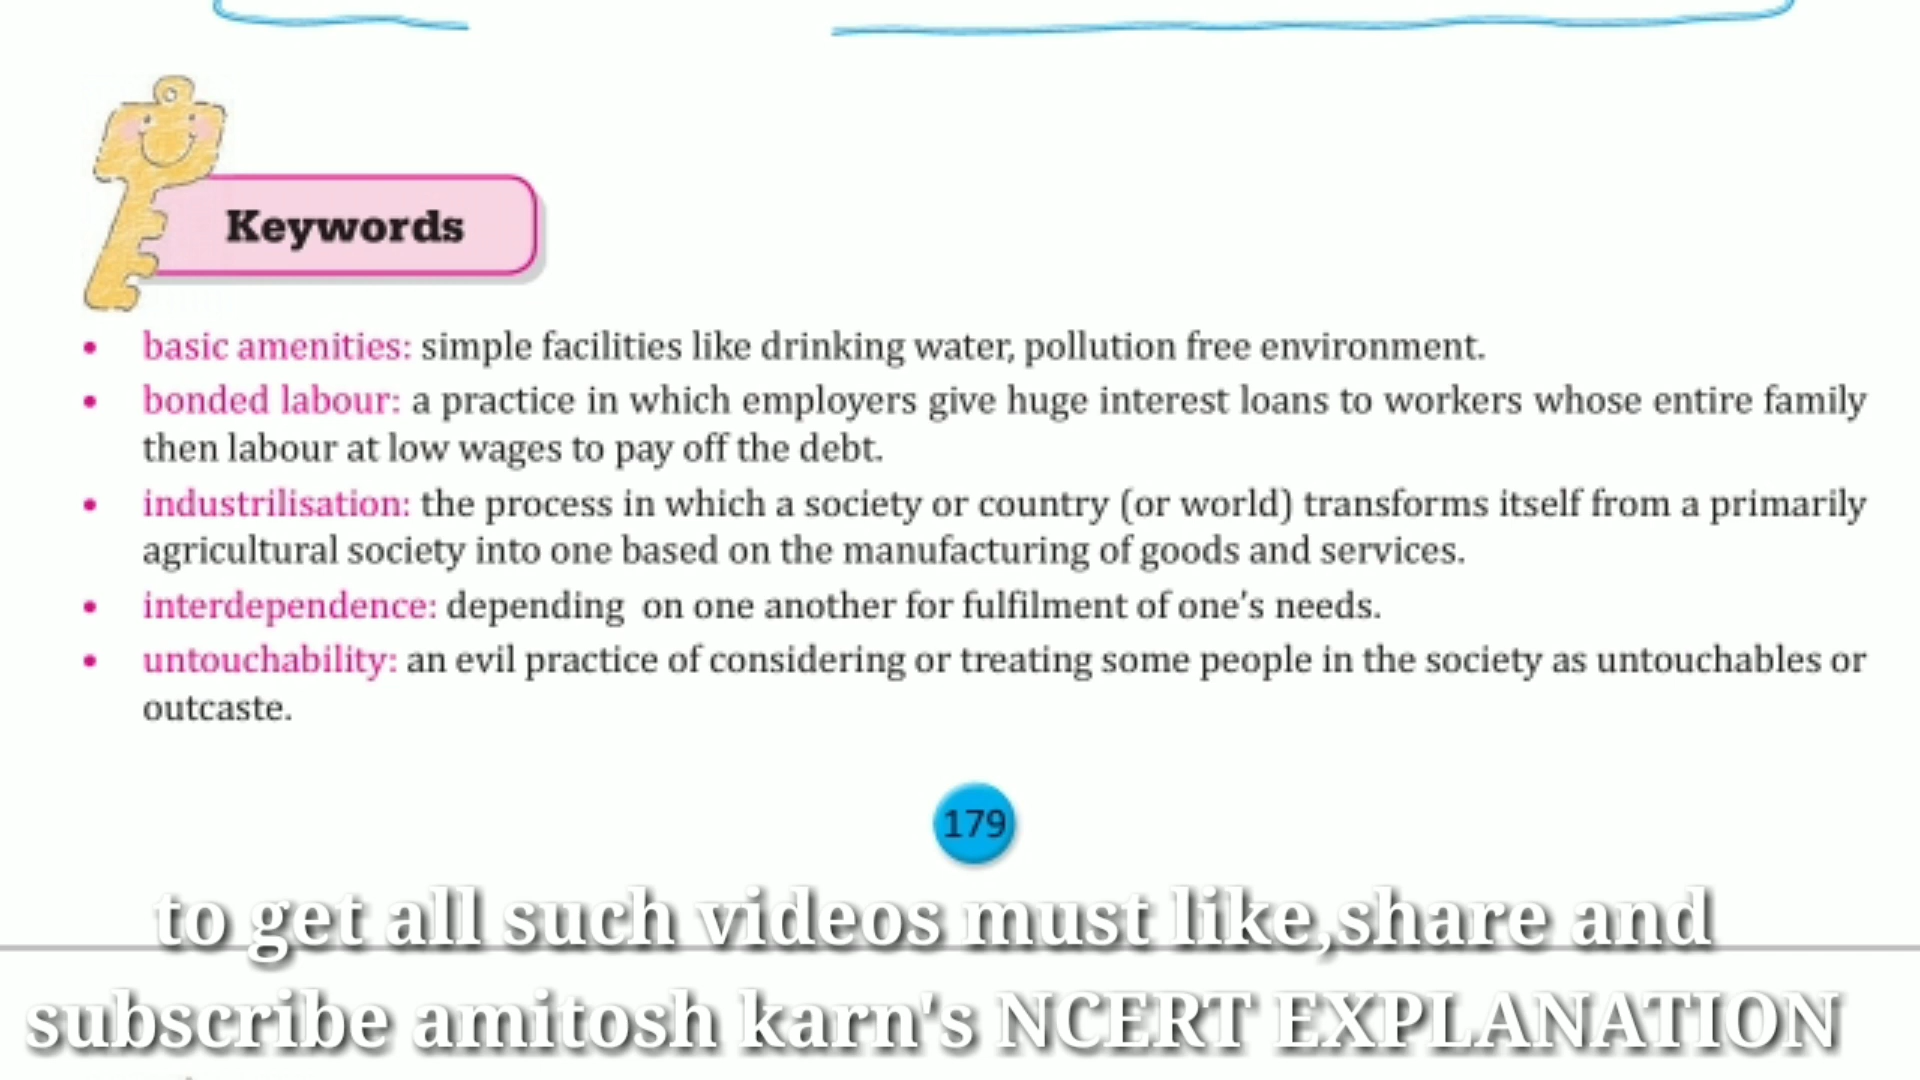 Keywords
• basic amenities: simple facilities like drinking water, pollution free environment.
• bonded labour: a practice in which employers give huge interest loans to workers whose entire family
then labour at low wages to pay off the debt.
• industrilisation: the process in which a society or country (or world) transforms itself from a primarily
agricultural society into one based on the manufacturing of goods and services.
• interdependence: depending on one another for fulfilment of one's needs.
• untouchability: an evil practice of considering or treating some people in the society as untouchables or
outcaste.
179
to get all such videos must like,share and
subscribe amitosh karn's NCERT EXPLANATION